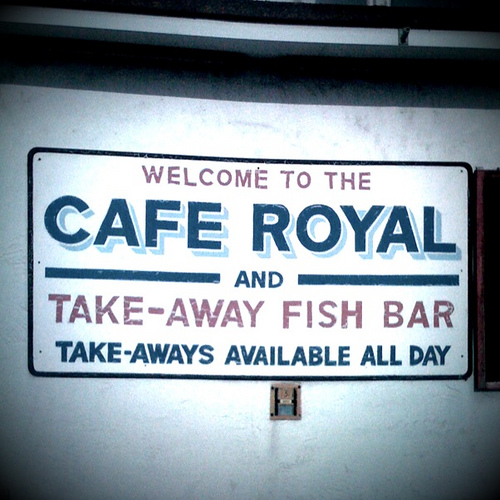 WELCOME TO THE
CAFE ROYAL
AND
TAKE-AWAY FISH BAR
TAKE-AWAYS AVAILABLE ALL DAY